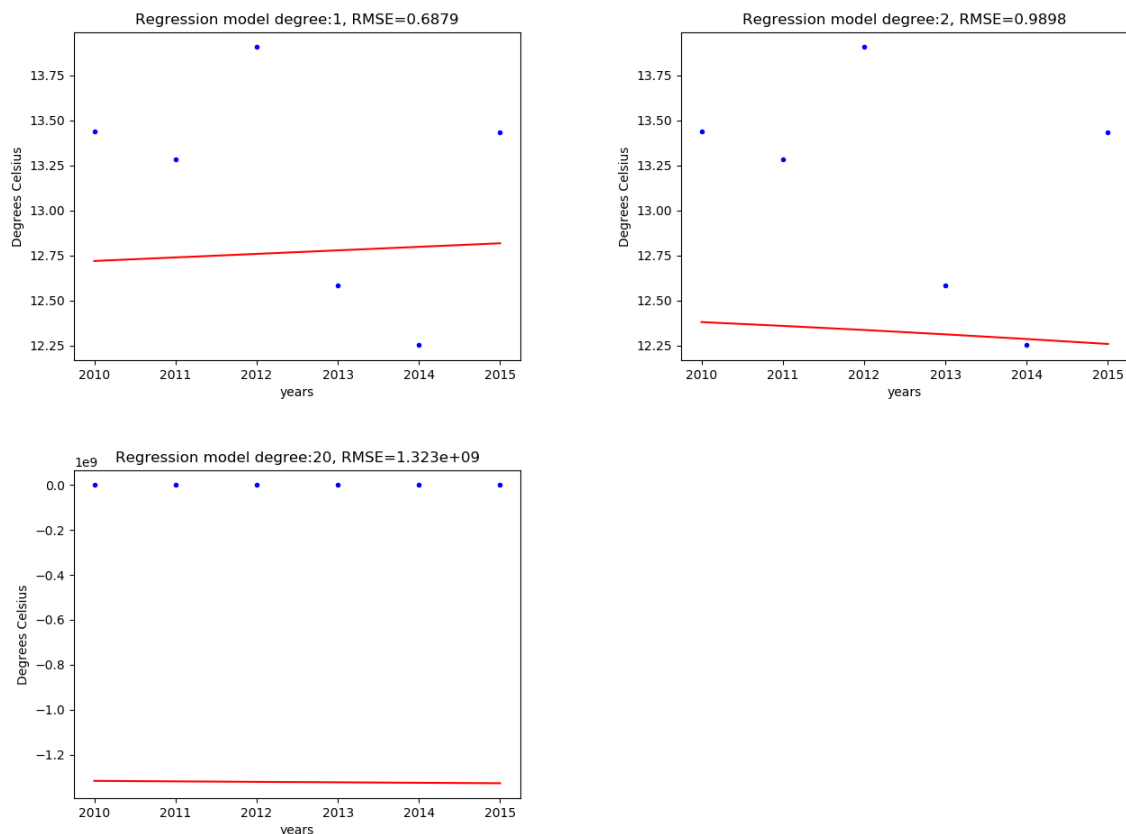 Regression model degree:1, RMSE=0.6879
13.75
13.50
13.25
13.00
12.75
12.50
12.25
Degrees Celsius
2010 2011 2012 2013 2014 2015
years
Regression model degree:2, RMSE=0.9898
13.75
13.50
13.25
13.00
12.75
12.50
12.25
Degrees Celsius
2010 2011 2012 2013 2014 2015
years
Regression model degree:20, RMSE=1.323e+09
1e9
0.0
−0.2
−0.4
−0.6
−0.8
−1.0
−1.2
Degrees Celsius
2010 2011 2012 2013 2014 2015
years